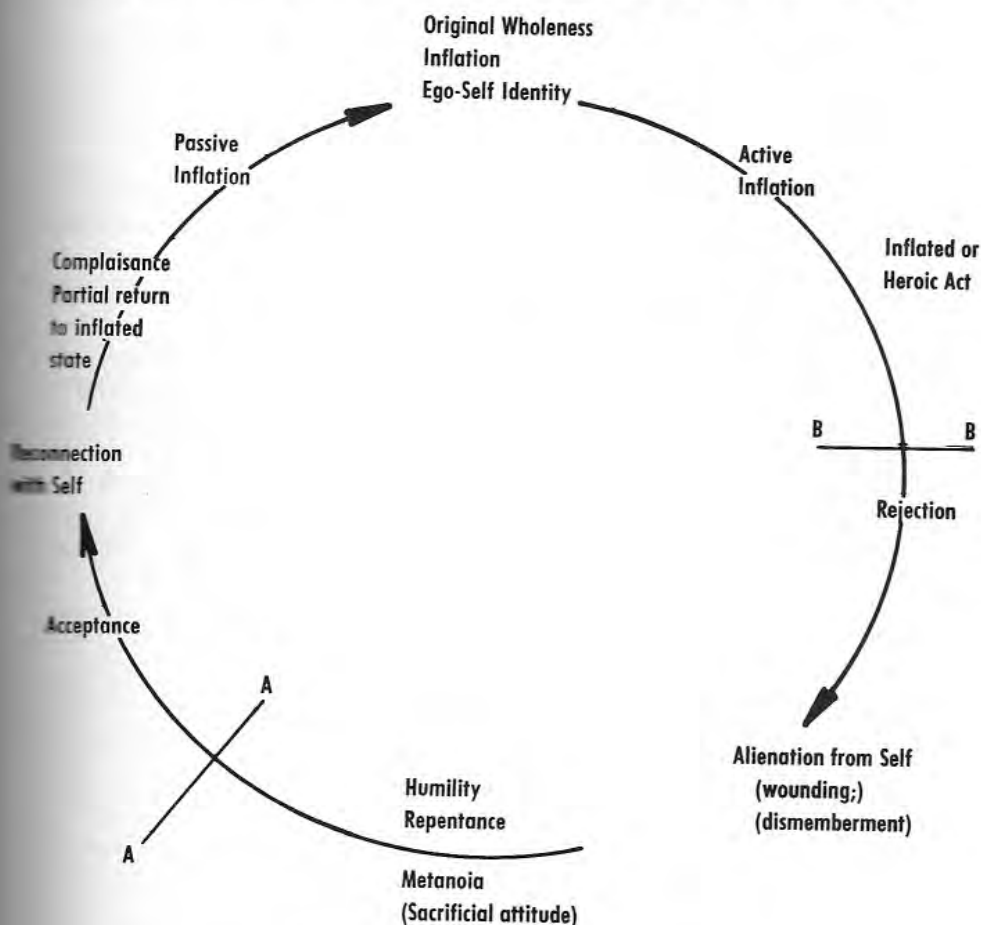 Original Wholeness
Inflation
Ego-Self Identity
Passive
Inflation
Active
Inflation
Inflated or
Heroic Act
Complaisance
Partial return
to inflated
state
B
B
Reconnection
with Self
Rejection
Acceptance
A
A
Alienation from Self
(wounding;)
(dismemberment)
Humility
Repentance
Metanoia
(Sacrificial attitude)